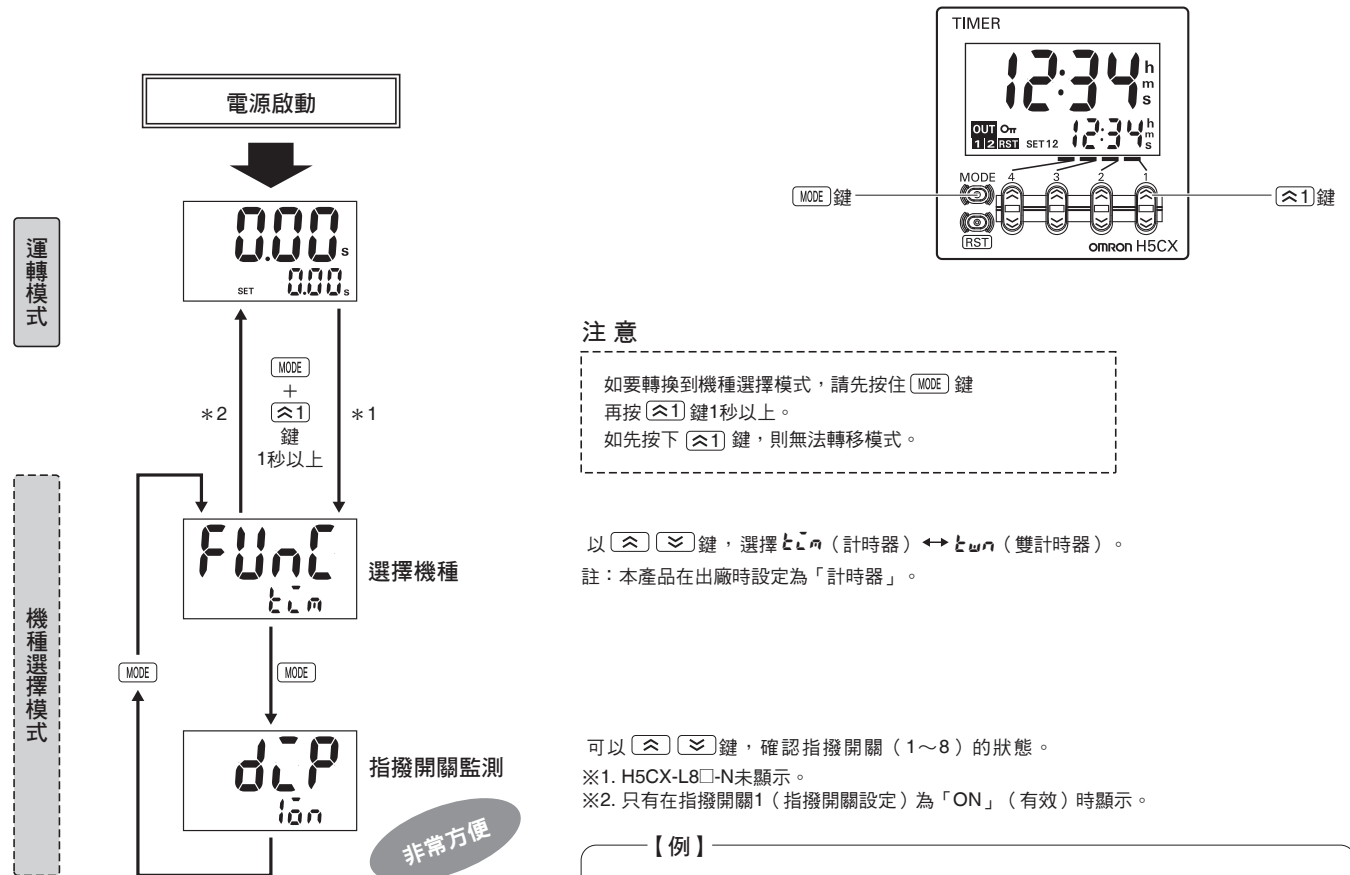 電源啟動
運轉模式
0.00 s
SET 0.00 s
MODE
+
︽1
鍵
1秒以上
*2
*1
機種選擇模式
FUnC
tim
選擇機種
MODE
MODE
diP
1on
指撥開關監測
非常方便
TIMER
12:34 h m s
OUT
1 2 RST SET12 12:34 h m s
MODE 4 3 2 1
RST
OMRON H5CX
MODE 鍵
︽1 鍵
注意
如要轉換到機種選擇模式，請先按住 MODE 鍵
再按 ︽1 鍵1秒以上。
如先按下 ︽1 鍵，則無法轉移模式。
以 ︽ ︾ 鍵，選擇 tim（計時器）↔ twn（雙計時器）。
註：本產品在出廠時設定為「計時器」。
可以 ︽ ︾ 鍵，確認指撥開關（1～8）的狀態。
※1. H5CX-L8□-N未顯示。
※2. 只有在指撥開關1（指撥開關設定）為「ON」（有效）時顯示。
【例】